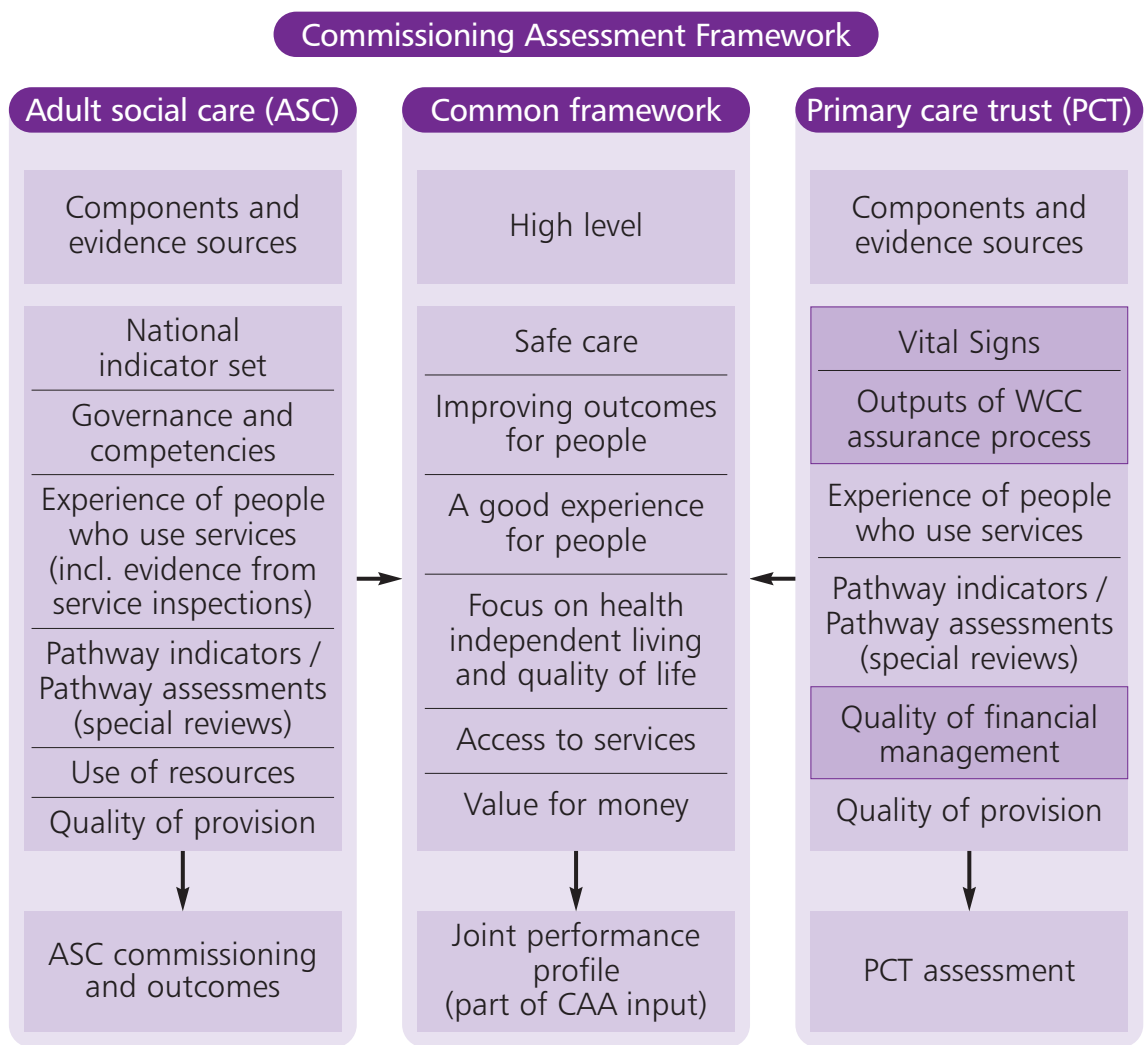 Commissioning Assessment Framework
Adult social care (ASC)
Components and
evidence sources
National
indicator set
Governance and
competencies
Experience of people
who use services
(incl. evidence from
service inspections)
Pathway indicators /
Pathway assessments
(special reviews)
Use of resources
Quality of provision
ASC commissioning
and outcomes
Common framework
High level
Safe care
Improving outcomes
for people
A good experience
for people
Focus on health
independent living
and quality of life
Access to services
Value for money
Joint performance
profile
(part of CAA input)
Primary care trust (PCT)
Components and
evidence sources
Vital Signs
Outputs of WCC
assurance process
Experience of people
who use services
Pathway indicators /
Pathway assessments
(special reviews)
Quality of financial
management
Quality of provision
PCT assessment